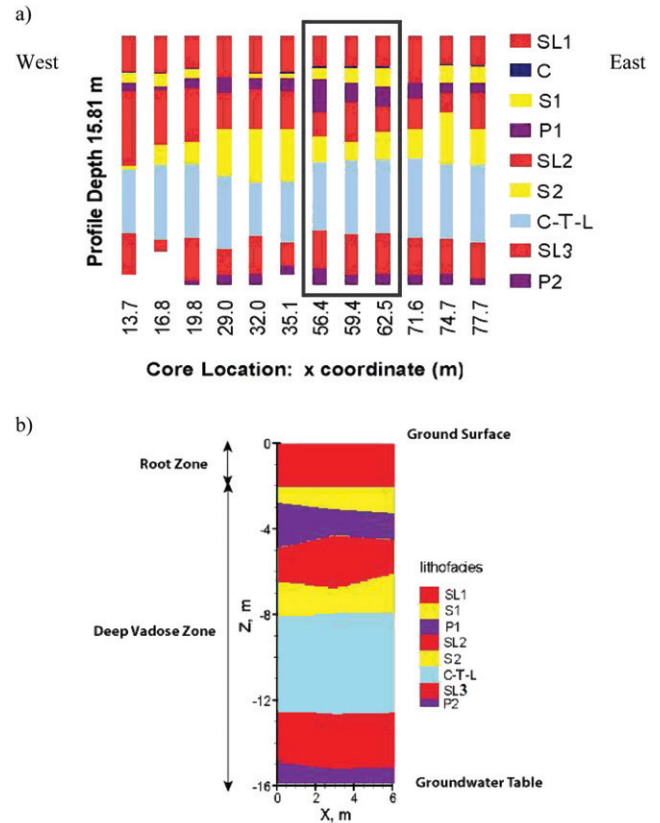 a)
West
East
Profile Depth 15.81 m
SL1
C
S1
P1
SL2
S2
C-T-L
SL3
P2
13.7
16.8
19.8
29.0
32.0
35.1
56.4
59.4
62.5
71.6
74.7
77.7
Core Location: x coordinate (m)
b)
Ground Surface
Root Zone
Deep Vadose Zone
Z, m
0
-4
-8
-12
-16
lithofacies
SL1
S1
P1
SL2
S2
C-T-L
SL3
P2
Groundwater Table
0 2 4 6
X, m